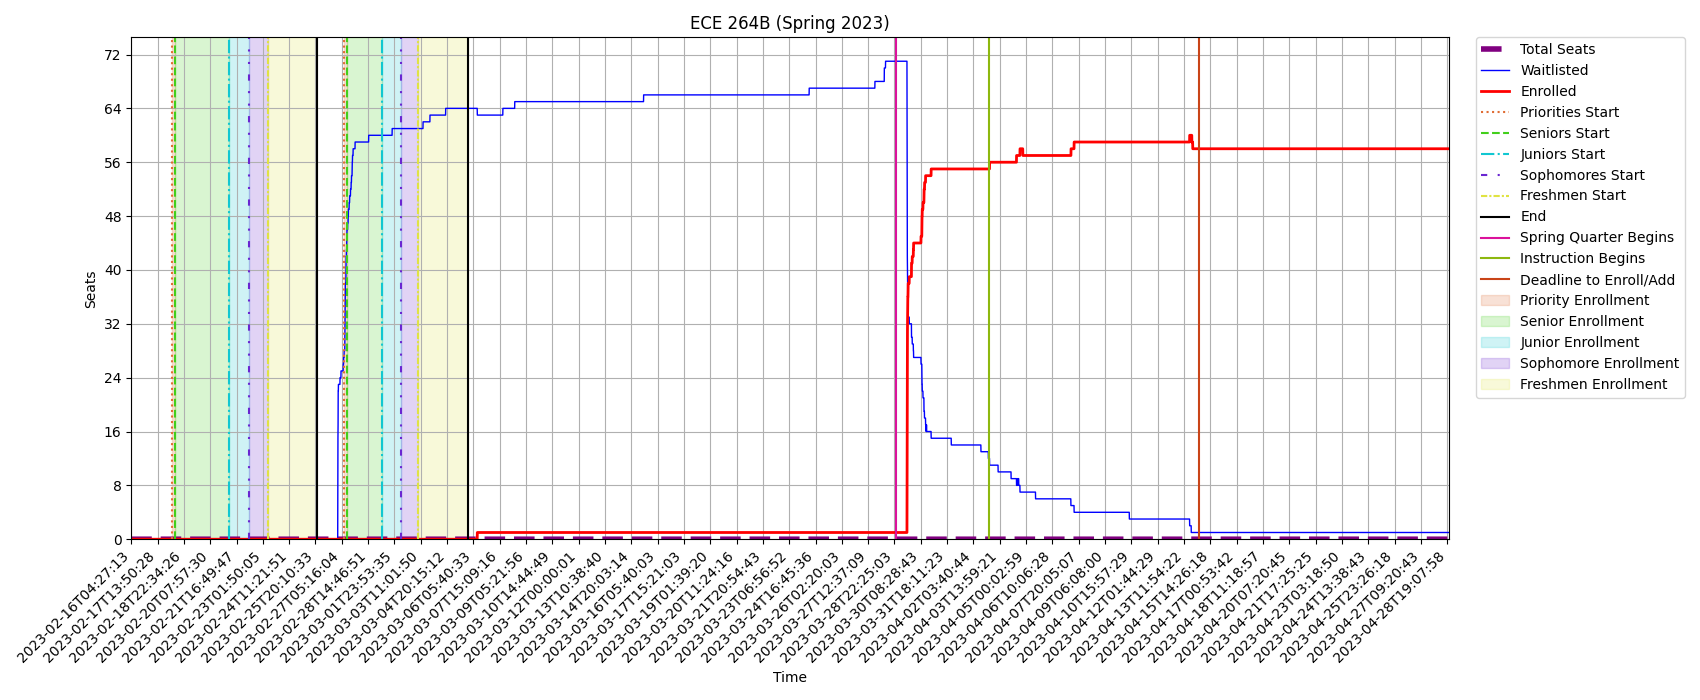 ECE 264B (Spring 2023)
Seats
72
64
56
48
40
32
24
16
8
0
2023-02-16T04:27:13
2023-02-17T13:50:28
2023-02-18T22:34:26
2023-02-20T07:57:30
2023-02-21T16:49:47
2023-02-23T01:50:05
2023-02-24T11:21:51
2023-02-25T20:10:33
2023-02-27T05:16:04
2023-02-28T14:46:51
2023-03-01T23:53:35
2023-03-03T11:01:50
2023-03-04T20:15:12
2023-03-06T05:40:33
2023-03-07T15:09:16
2023-03-09T05:21:56
2023-03-10T14:44:49
2023-03-12T00:00:01
2023-03-13T10:38:40
2023-03-14T20:03:14
2023-03-16T05:40:03
2023-03-17T15:21:03
2023-03-19T01:39:20
2023-03-20T11:24:16
2023-03-21T20:54:43
2023-03-23T06:56:52
2023-03-24T16:45:36
2023-03-26T02:20:03
2023-03-27T12:37:09
2023-03-28T22:25:03
2023-03-30T08:28:43
2023-03-31T18:11:23
2023-04-02T03:40:44
2023-04-03T13:59:21
2023-04-05T00:02:59
2023-04-06T10:06:28
2023-04-07T20:05:07
2023-04-09T06:08:00
2023-04-10T15:57:29
2023-04-12T01:44:29
2023-04-13T11:54:22
2023-04-15T14:26:18
2023-04-17T00:53:42
2023-04-18T11:18:57
2023-04-20T07:20:45
2023-04-21T17:25:25
2023-04-23T03:18:50
2023-04-24T13:38:43
2023-04-25T23:26:18
2023-04-27T09:20:43
2023-04-28T19:07:58
Time
Total Seats
Waitlisted
Enrolled
Priorities Start
Seniors Start
Juniors Start
Sophomores Start
Freshmen Start
End
Spring Quarter Begins
Instruction Begins
Deadline to Enroll/Add
Priority Enrollment
Senior Enrollment
Junior Enrollment
Sophomore Enrollment
Freshmen Enrollment